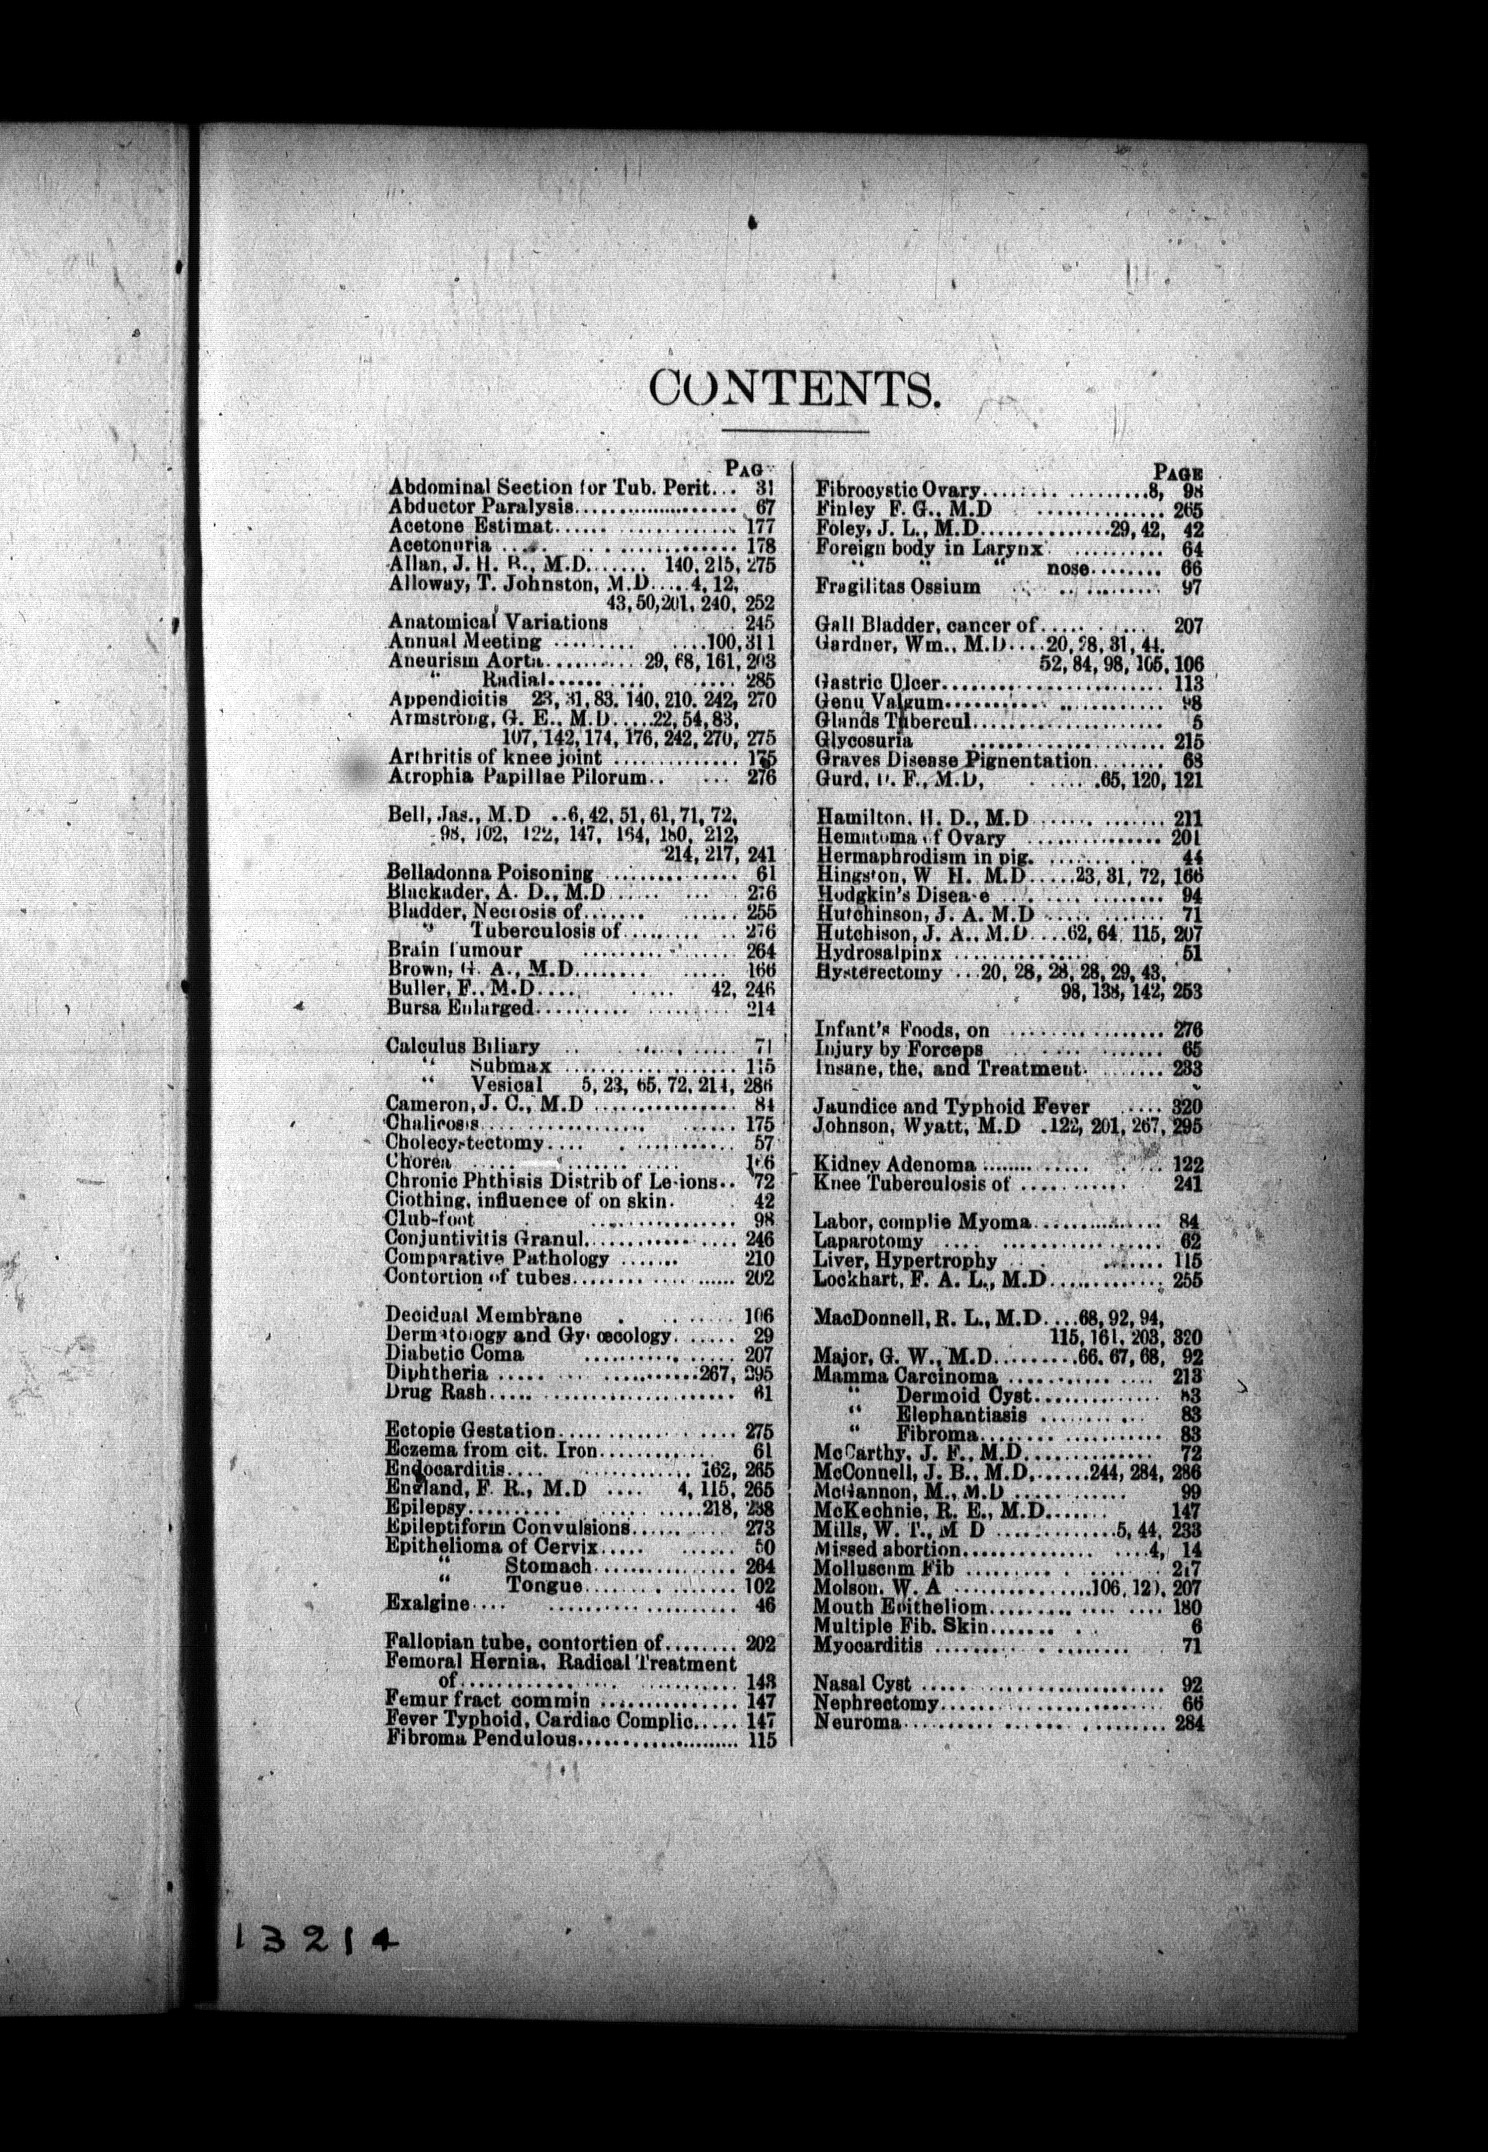 CONTENTS.
PAG
Abdominal Section for Tub. Perit... 31
Abductor Paralysis........ 67
Acetone Estimat...... 177
Acetonuria .... 178
Allan, J. H. B., M.D....... 140, 215, 275
Alloway, T. Johnston, M.D.....4, 12,
43, 50, 201, 240, 252
Anatomical Variations 245
Annual Meeting ........ 100, 311
Aneurism Aorta.......... 29, 68, 161, 203
" Radial...... 285
Appendicitis 23, 31, 83. 140, 210. 242, 270
Armstrong, G. E., M.D.....22, 54, 83,
107, 142, 174, 176, 242, 270, 275
Arthritis of knee joint ............. 175
Atrophia Papillae Pilorum.. ... 276
Bell, Jas., M.D ..6, 42, 51, 61, 71, 72,
98, 102, 122, 147, 164, 180, 212,
214, 217, 241
Belladonna Poisoning ............. 61
Blackader, A. D., M.D ..... 276
Bladder, Necrosis of....... 255
" Tuberculosis of......... 276
Brain Tumour ......... 264
Brown, A., M.D........ 166
Buller, F., M.D.... 42, 246
Bursa Enlarged.......... 214
Calculus Biliary ...... 71
" Submax ................. 115
" Vesical 5, 23, 65, 72, 214, 286
Cameron, J. C., M.D ............... 84
Chalicosis................. 175
Cholecystectomy.... 57
Chorea ..... 166
Chronic Phthisis Distrib of Lesions.. 72
Clothing, influence of on skin. 42
Club-foot ............... 98
Conjuntivitis Granul............... 246
Comparative Pathology ....... 210
Contortion of tubes........ 202
Decidual Membrane ...... 106
Dermatology and Gynœcology....... 29
Diabetic Coma ................ 207
Diphtheria ..... 267, 295
Drug Rash..... 61
Ectopie Gestation.......... 275
Eczema from cit. Iron............ 61
Endocarditis.... 162, 265
England, F. R., M.D .... 4, 115, 265
Epilepsy.......... 218, 238
Epileptiform Convulsions...... 273
Epithelioma of Cervix..... 50
" Stomach............... 264
" Tongue......... 102
Exalgine.... 46
Fallopian tube, contortien of........ 202
Femoral Hernia, Radical Treatment
of............ 143
Femur fract commin ............... 147
Fever Typhoid, Cardiac Complic..... 147
Fibroma Pendulous.................... 115
PAGE
Fibrocystic Ovary........ 8, 98
Finley F. G., M.D ............. 265
Foley, J. L., M.D...............29, 42, 42
Foreign body in Larynx .......... 64
" " " nose........ 66
Fragilitas Ossium ........... 97
Gall Bladder, cancer of..... 207
Gardner, Wm., M.D....20, 28, 31, 44,
52, 84, 98, 105, 106
Gastric Ulcer........................ 113
Genu Valgum............ 98
Glands Tubercul.................... 5
Glycosuria .................... 215
Graves Disease Pignentation........ 68
Gurd, D. F., M.D, ......65, 120, 121
Hamilton, H. D., M.D ...... 211
Hematoma of Ovary .............. 201
Hermaphrodism in pig. ....... 44
Hingston, W H. M.D.....23, 31, 72, 166
Hodgkin's Disease ............ 94
Hutchinson, J. A. M.D ............ 71
Hutchison, J. A., M.D....62, 64, 115, 207
Hydrosalpinx ............... 51
Hysterectomy ...20, 28, 28, 28, 29, 43,
98, 138, 142, 253
Infant's Foods, on ................. 276
Injury by Forceps ............ 65
Insane, the, and Treatment........ 233
Jaundice and Typhoid Fever .... 320
Johnson, Wyatt, M.D .122, 201, 267, 295
Kidney Adenoma ............. 122
Knee Tuberculosis of ........... 241
Labor, complie Myoma.............. 84
Laparotomy .... ............... 62
Liver, Hypertrophy ........ 115
Lockhart, F. A. L., M.D............. 255
MacDonnell, R. L., M.D....68, 92, 94,
115, 161, 203, 320
Major, G. W., M.D.........66. 67, 68, 92
Mamma Carcinoma ............... 213
" Dermoid Cyst.............. 83
" Elephantiasis ........... 83
" Fibroma................... 83
McCarthy, J. F., M.D.............. 72
McConnell, J. B., M.D.......244, 284, 286
McGannon, M., M.D ............ 99
McKechnie, R. E., M.D....... 147
Mills, W. T., M D .............5, 44, 233
Missed abortion.............. ....4, 14
Molluscum Fib ......... 217
Molson, W. A ...............106, 120, 207
Mouth Epitheliom......... .... .... 180
Multiple Fib. Skin....... . . 6
Myocarditis .................. 71
Nasal Cyst ........................ 92
Nephrectomy....................... 66
Neuroma....................... 284
13214